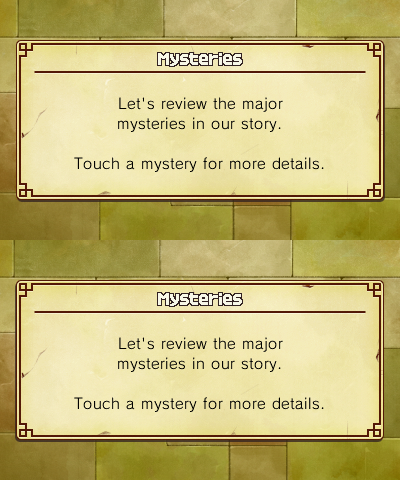 Mysteries
Let's review the major
mysteries in our story.
Touch a mystery for more details.
Mysteries
Let's review the major
mysteries in our story.
Touch a mystery for more details.